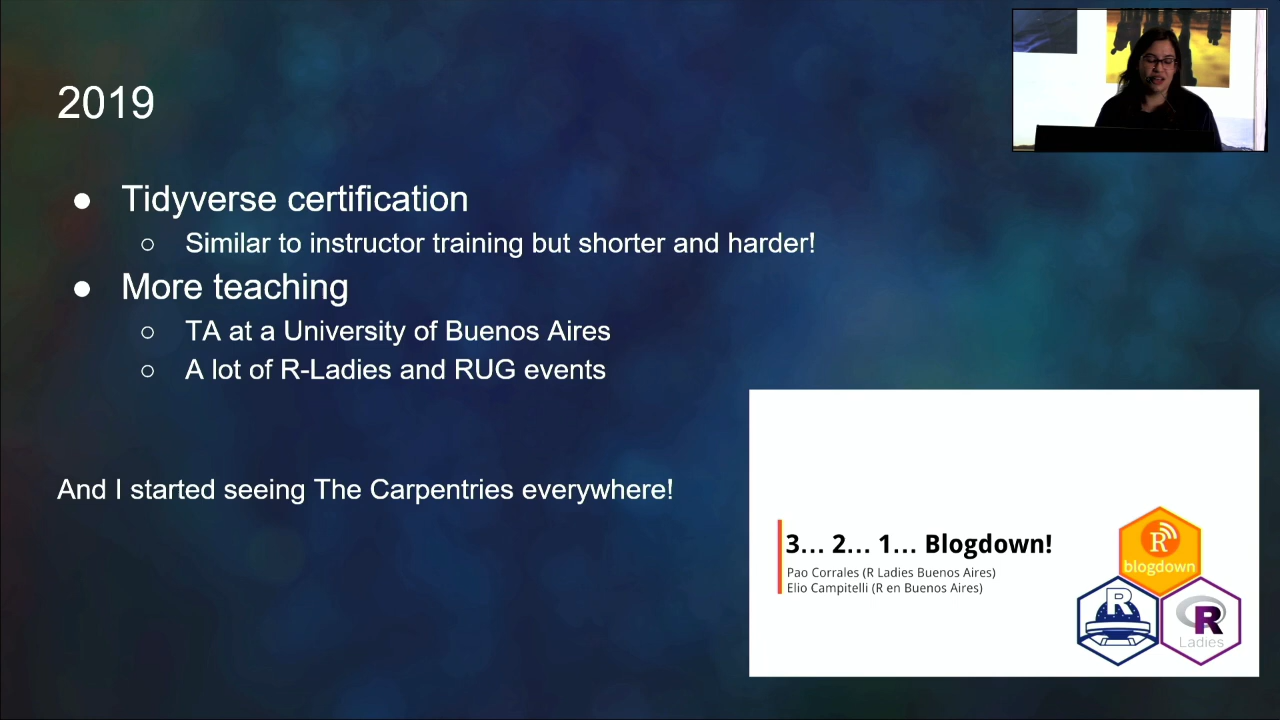 2019
● Tidyverse certification
○ Similar to instructor training but shorter and harder!
● More teaching
○ TA at a University of Buenos Aires
○ A lot of R-Ladies and RUG events
And I started seeing The Carpentries everywhere!
3... 2... 1... Blogdown!
Pao Corrales (R Ladies Buenos Aires)
Elio Campitelli (R en Buenos Aires)
R
blogdown
R
R
Ladies